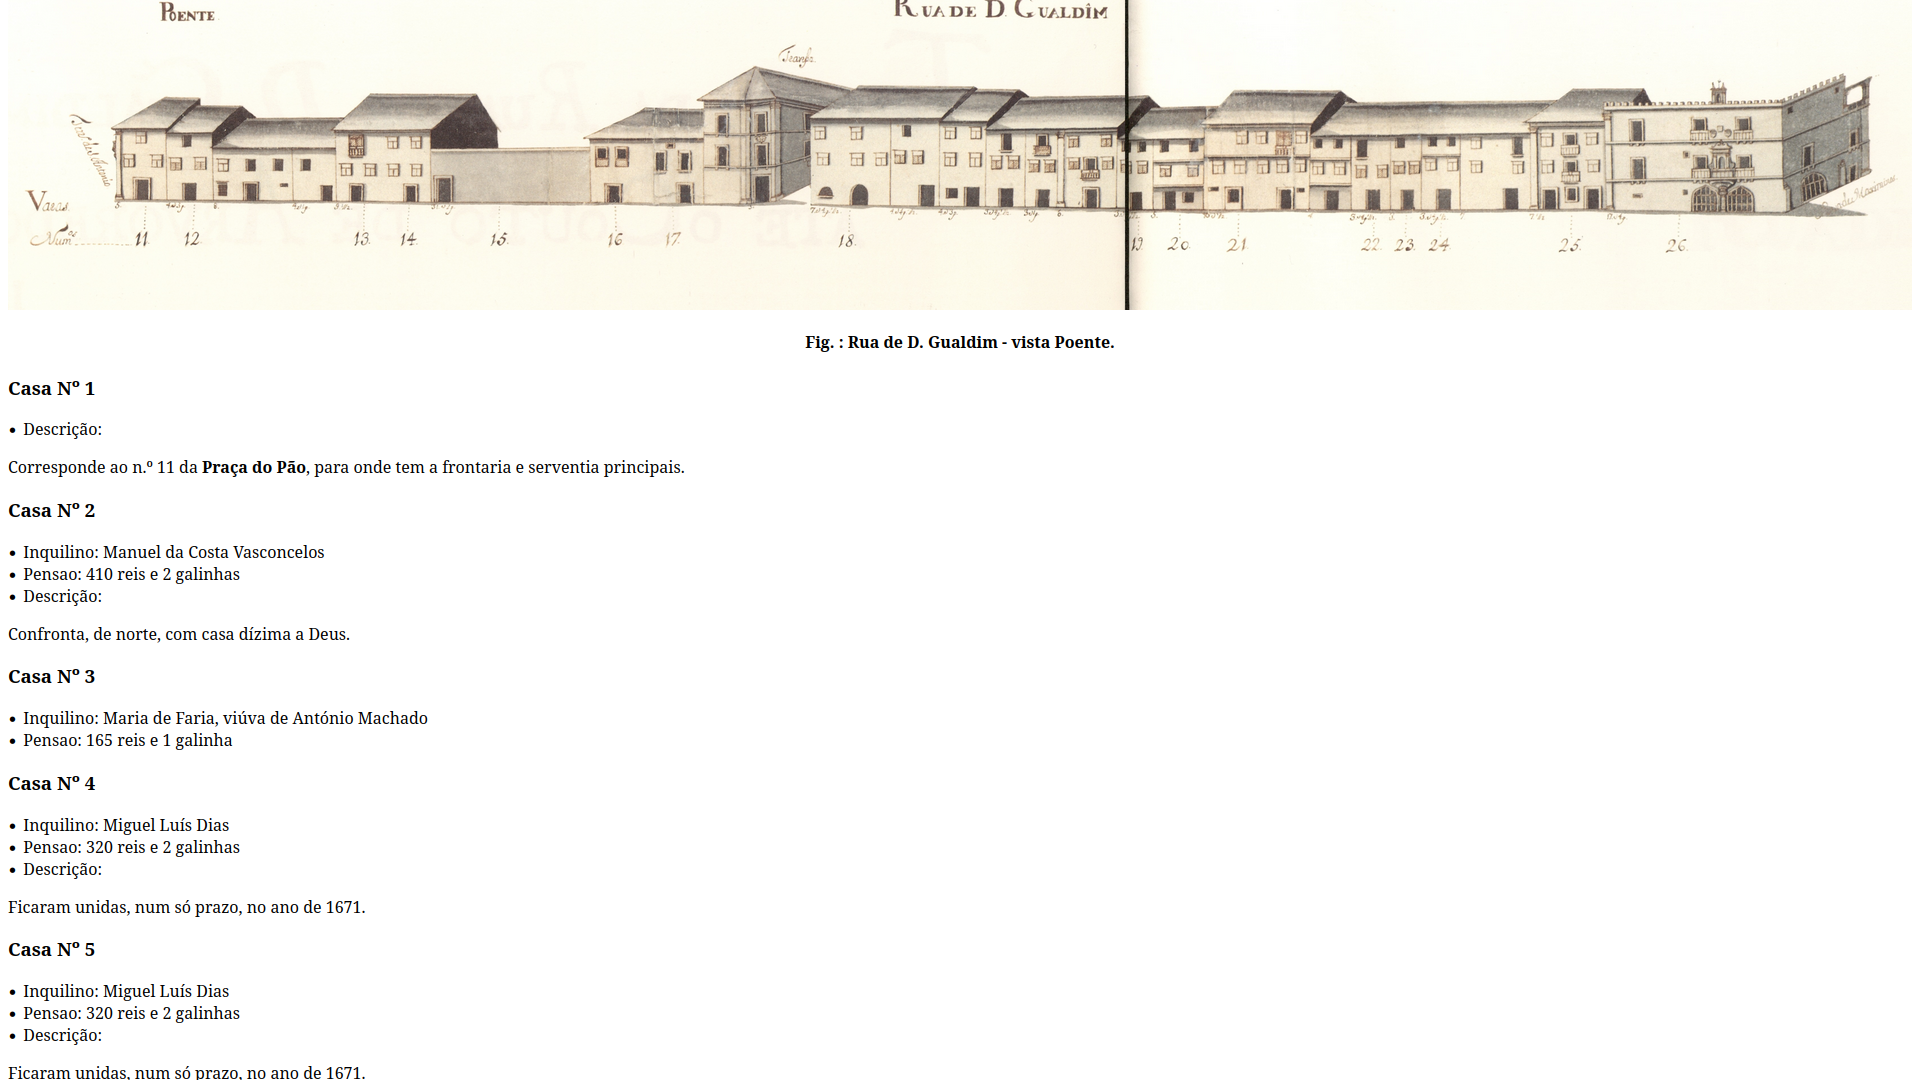 POENTE
RUA DE D. GUALDIM
Varas.
Num.os
11. 12. 13. 14. 15. 16 17. 18. 19. 20. 21. 22. 23. 24. 25. 26.
Fig. : Rua de D. Gualdim - vista Poente.
Casa Nº 1
• Descrição:
Corresponde ao n.º 11 da Praça do Pão, para onde tem a frontaria e serventia principais.
Casa Nº 2
• Inquilino: Manuel da Costa Vasconcelos
• Pensao: 410 reis e 2 galinhas
• Descrição:
Confronta, de norte, com casa dízima a Deus.
Casa Nº 3
• Inquilino: Maria de Faria, viúva de António Machado
• Pensao: 165 reis e 1 galinha
Casa Nº 4
• Inquilino: Miguel Luís Dias
• Pensao: 320 reis e 2 galinhas
• Descrição:
Ficaram unidas, num só prazo, no ano de 1671.
Casa Nº 5
• Inquilino: Miguel Luís Dias
• Pensao: 320 reis e 2 galinhas
• Descrição:
Ficaram unidas, num só prazo, no ano de 1671.